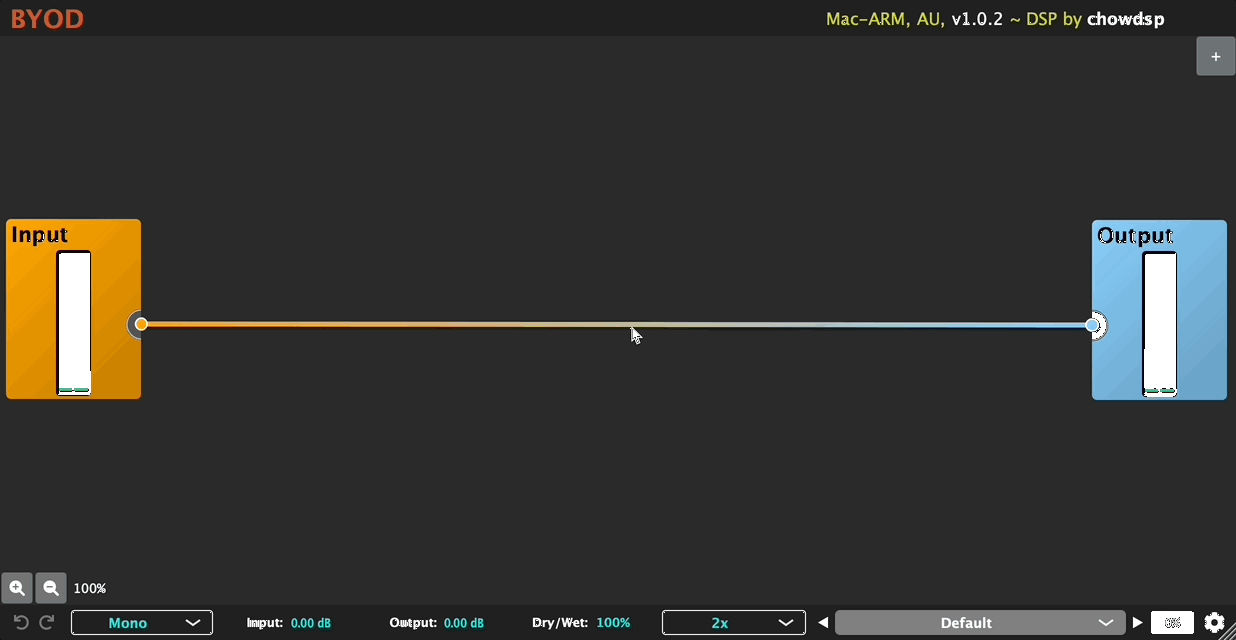 BYOD
Mac-ARM, AU, v1.0.2 ~ DSP by chowdsp
+
Input
Output
100%
Mono
Input: 0.00 dB
Output: 0.00 dB
Dry/Wet: 100%
2x
Default